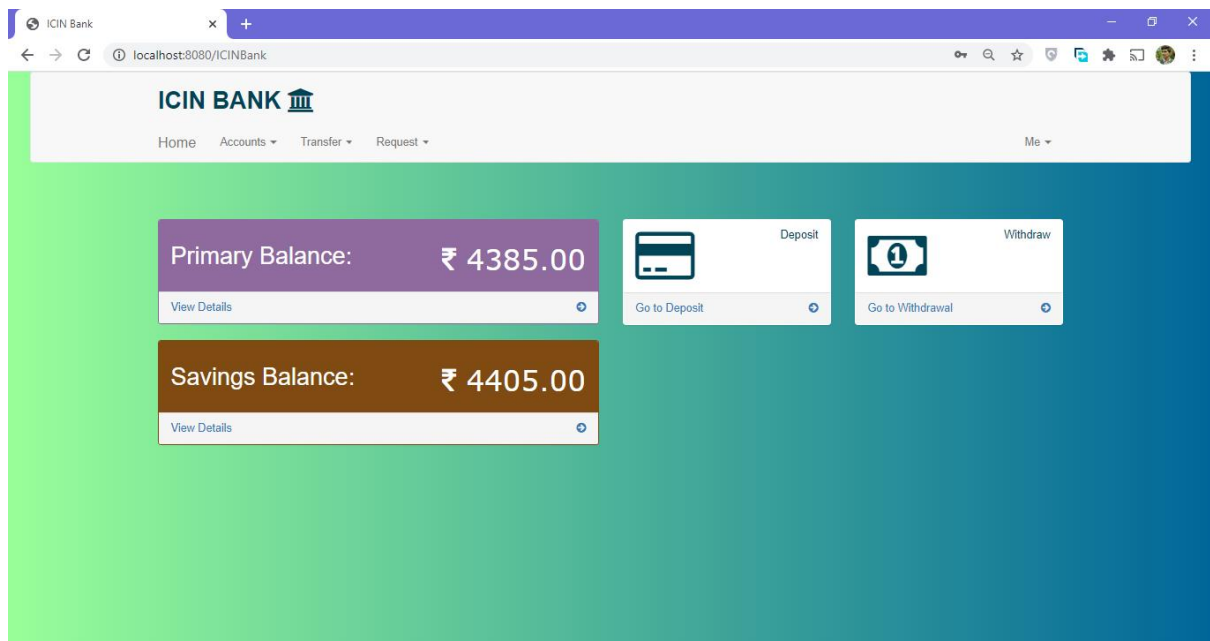 ICIN Bank
localhost:8080/ICINBank
ICIN BANK
Home Accounts Transfer Request Me
Primary Balance: ₹ 4385.00
View Details
Deposit
Go to Deposit
1
Withdraw
Go to Withdrawal
Savings Balance: ₹ 4405.00
View Details